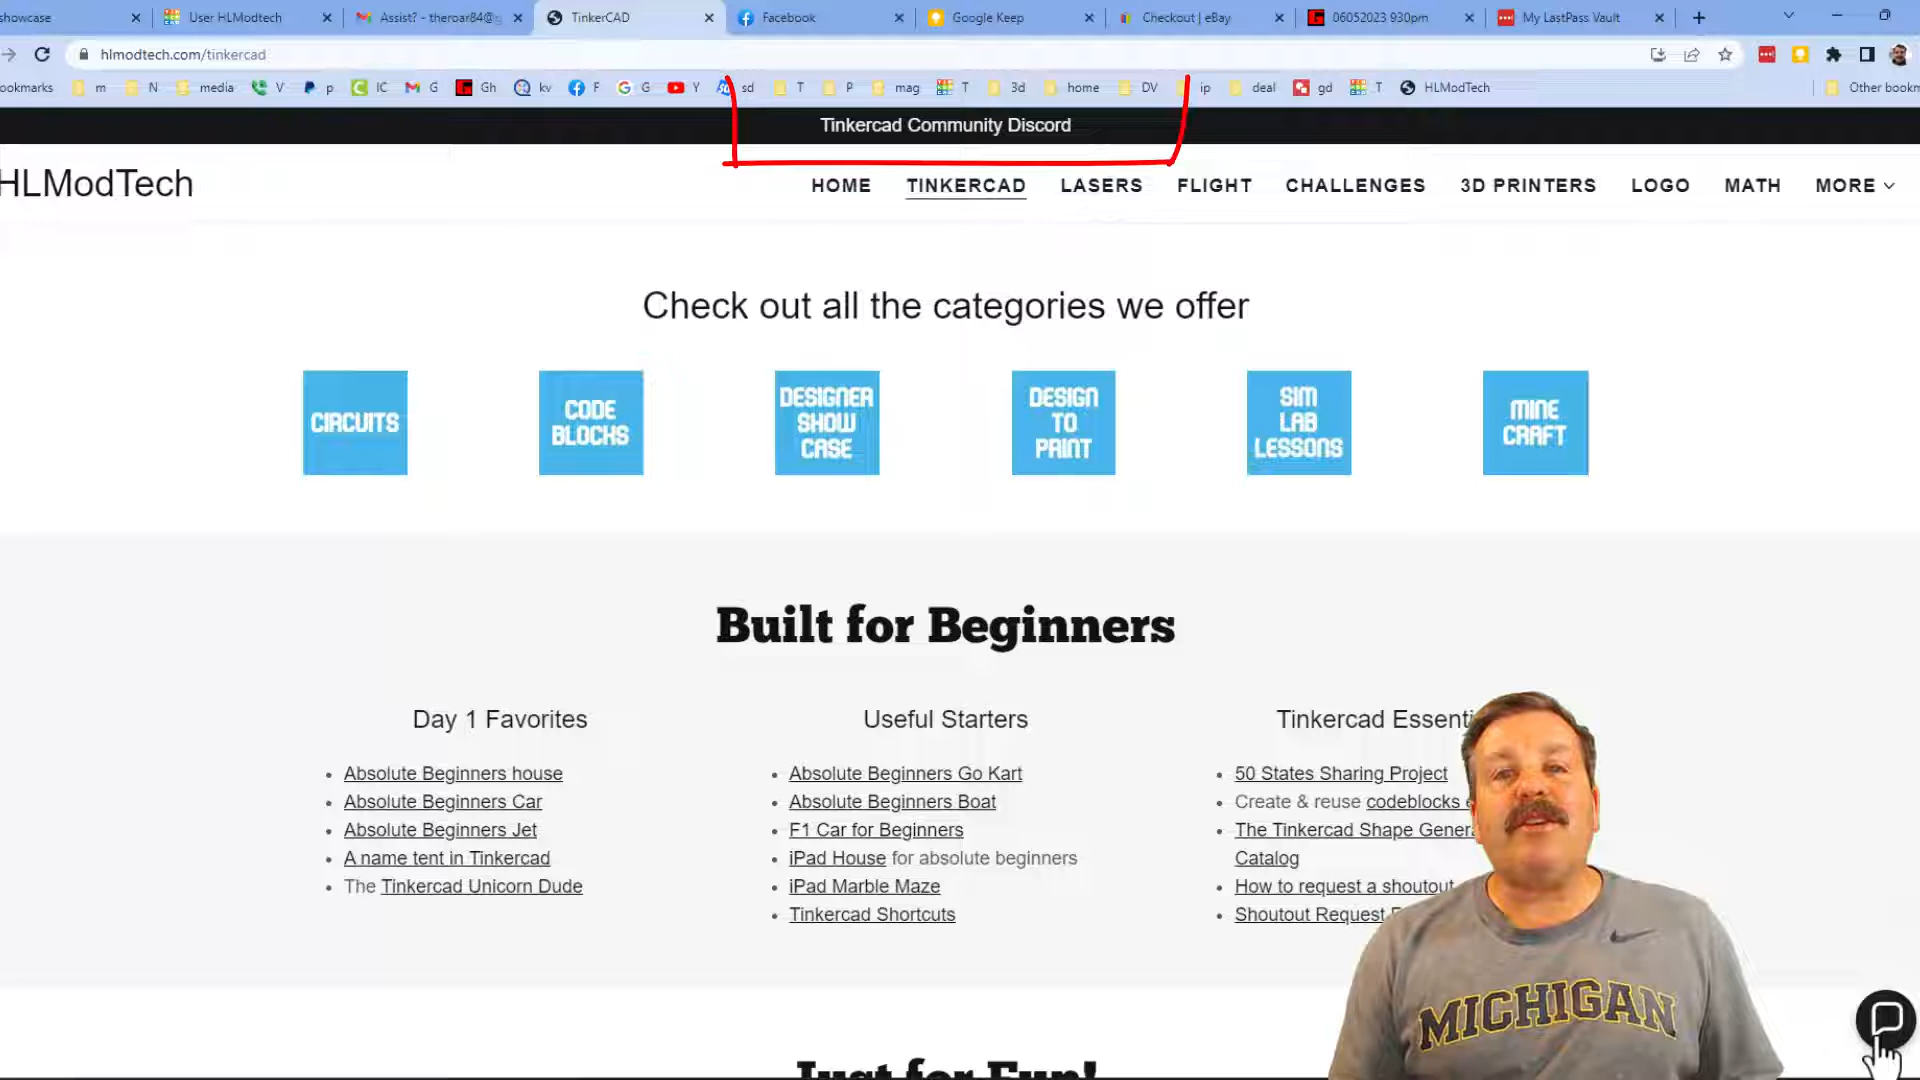 showcase
User HLModtech
Assist? - theroar84@
TinkerCAD
Facebook
Google Keep
Checkout | eBay
06052023 930pm
My LastPass Vault
hlmodtech.com/tinkercad
ookmarks m N media V p IC G Gh kv F G Y sd T P mag T 3d home DV ip deal gd T HLModTech Other bookm
Tinkercad Community Discord
HLModTech
HOME TINKERCAD LASERS FLIGHT CHALLENGES 3D PRINTERS LOGO MATH MORE
Check out all the categories we offer
CIRCUITS
CODE
BLOCKS
DESIGNER
SHOW
CASE
DESIGN
TO
PRINT
SIM
LAB
LESSONS
MINE
CRAFT
Built for Beginners
Day 1 Favorites
Absolute Beginners house
Absolute Beginners Car
Absolute Beginners Jet
A name tent in Tinkercad
The Tinkercad Unicorn Dude
Useful Starters
Absolute Beginners Go Kart
Absolute Beginners Boat
F1 Car for Beginners
iPad House for absolute beginners
iPad Marble Maze
Tinkercad Shortcuts
Tinkercad Essenti
50 States Sharing Project
Create & reuse codeblocks
The Tinkercad Shape Genera
Catalog
How to request a shoutout
Shoutout Request
MICHIGAN
Just for Fun!